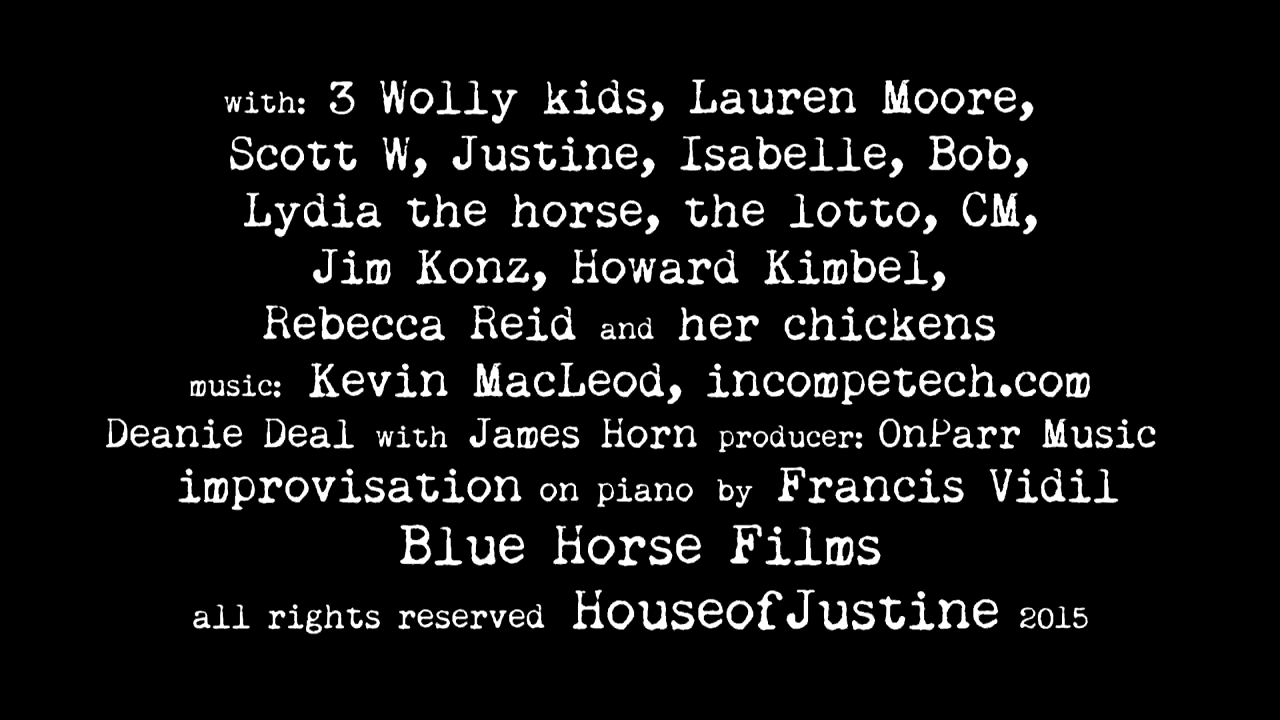 with: 3 Wolly kids, Lauren Moore,
Scott W, Justine, Isabelle, Bob,
Lydia the horse, the lotto, CM,
Jim Konz, Howard Kimbel,
Rebecca Reid and her chickens
music: Kevin MacLeod, incompetech.com
Deanie Deal with James Horn producer: OnParr Music
improvisation on piano by Francis Vidil
Blue Horse Films
all rights reserved HouseofJustine 2015